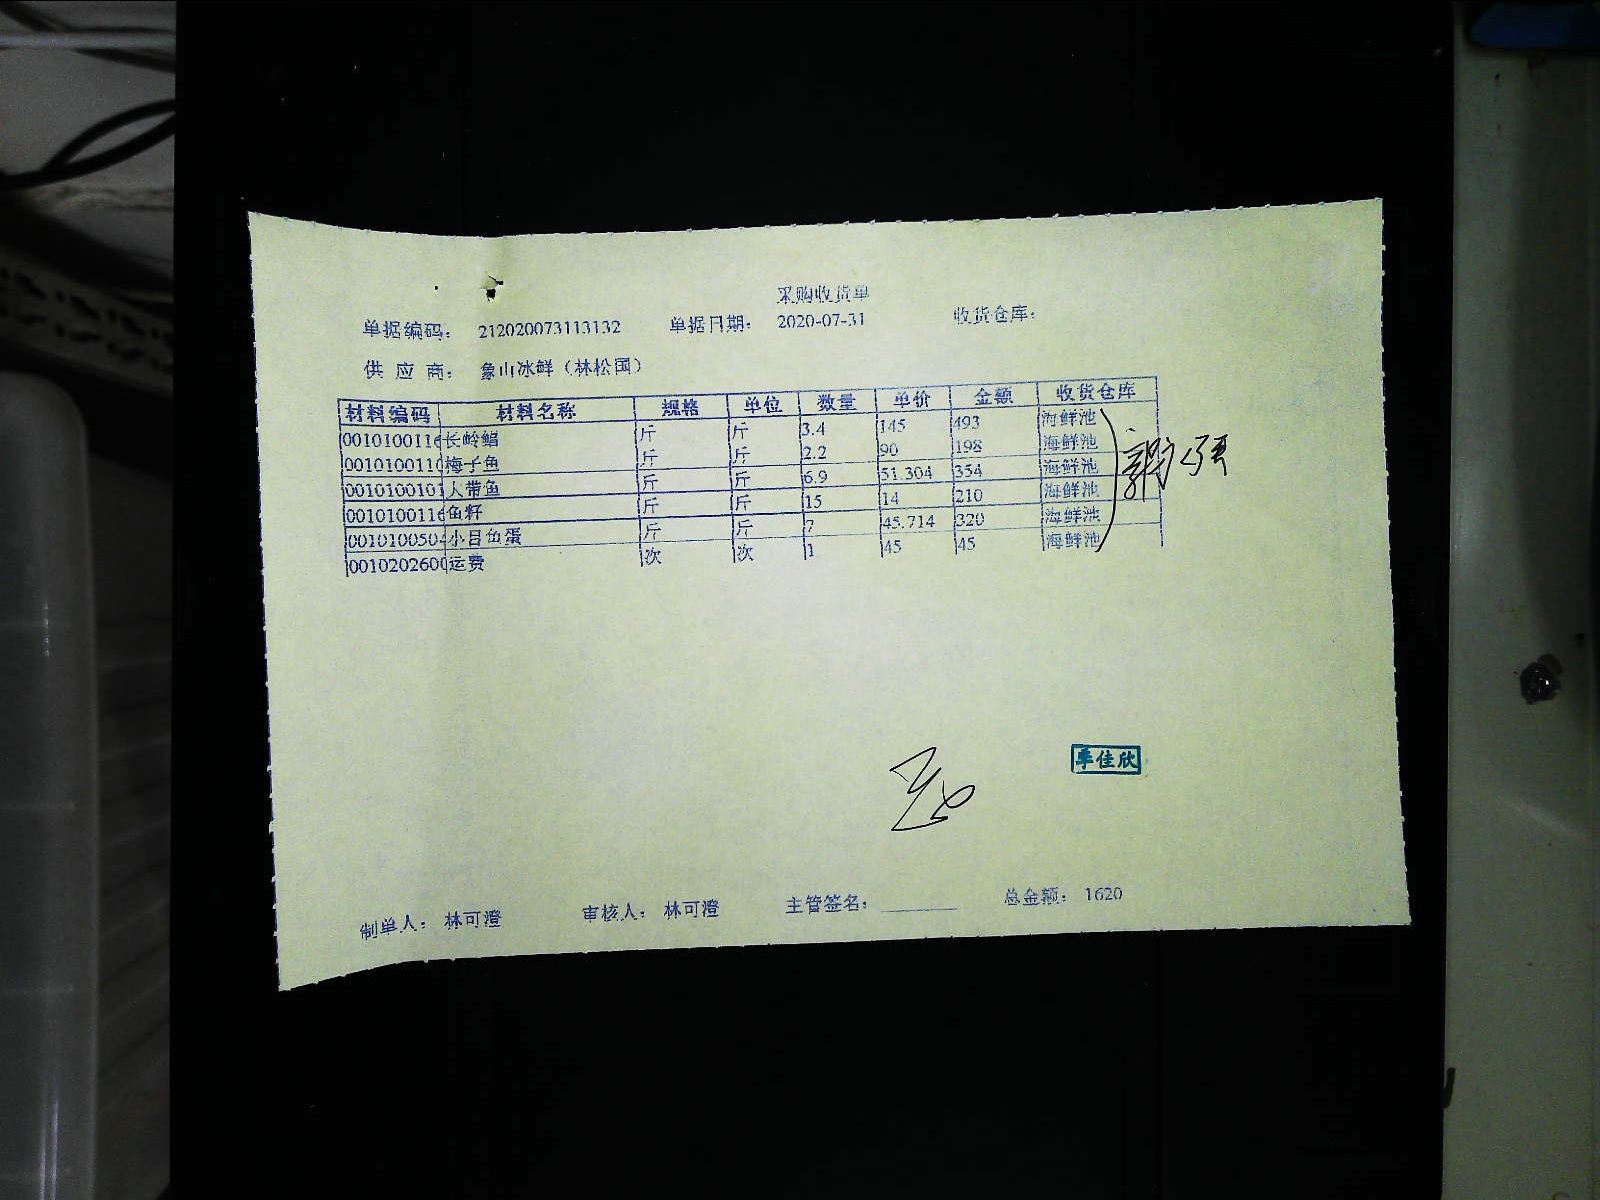 采购收货单
单据编码： 212020073113132 单据日期： 2020-07-31 收货仓库：
供 应 商： 象山冰鲜（林松国）
材料编码 材料名称 规格 单位 数量 单价 金额 收货仓库
0010100116 长岭鲳 斤 斤 3.4 145 493 海鲜池
001010011 梅子鱼 斤 斤 2.2 90 198 海鲜池
0010100101 人带鱼 斤 斤 6.9 51.304 354 海鲜池
0010100116 鱼籽 斤 斤 15 14 210 海鲜池
001010050 小目鱼蛋 斤 斤 7 45.714 320 海鲜池
001020260 运费 次 次 1 45 45 海鲜池
季佳欣
制单人： 林可澄 审核人： 林可澄 主管签名： 总金额： 1620